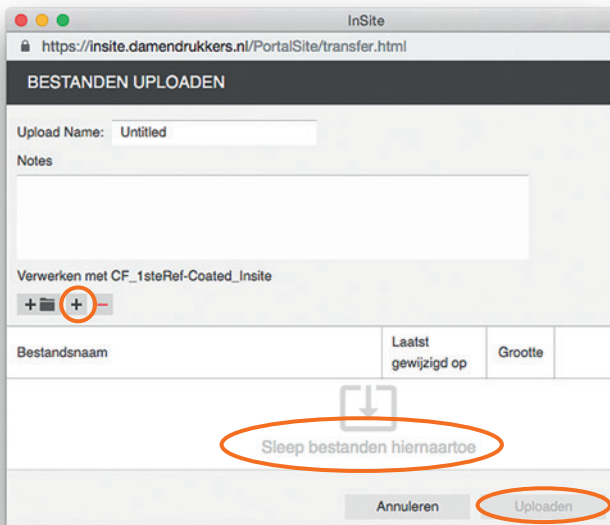 InSite
https://insite.damendrukkers.nl/PortalSite/transfer.html
BESTANDEN UPLOADEN
Upload Name: Untitled
Notes
Verwerken met CF_1steRef-Coated_Insite
+ + −
Bestandsnaam
Laatst
gewijzigd op
Grootte
Sleep bestanden hiernaartoe
Annuleren
Uploaden